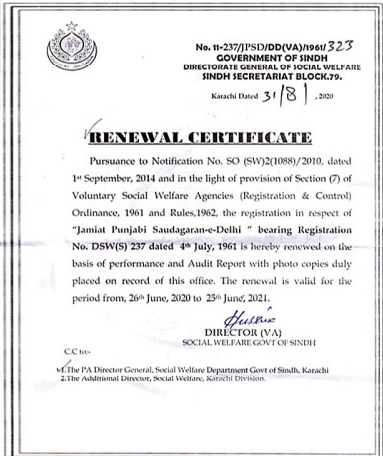 No. 11-237/JPSD/DD(VA)/1961/323
GOVERNMENT OF SINDH
DIRECTORATE GENERAL OF SOCIAL WELFARE
SINDH SECRETARIAT BLOCK.79.
Karachi Dated 31/8/, 2020
RENEWAL CERTIFICATE
Pursuance to Notification No. SO (SW)2(1088)/2010, dated
1st September, 2014 and in the light of provision of Section (7) of
Voluntary Social Welfare Agencies (Registration & Control)
Ordinance, 1961 and Rules,1962, the registration in respect of
"Jamiat Punjabi Saudagaran-e-Delhi " bearing Registration
No. DSW(S) 237 dated 4th July, 1961 is hereby renewed on the
basis of performance and Audit Report with photo copies duly
placed on record of this office. The renewal is valid for the
period from, 26th June, 2020 to 25th June, 2021.
DIRECTOR (VA)
SOCIAL WELFARE GOVT OF SINDH
C.C to:-
1.The PA Director General, Social Welfare Department Govt of Sindh, Karachi
2.The Additional Director, Social Welfare, Karachi Division.